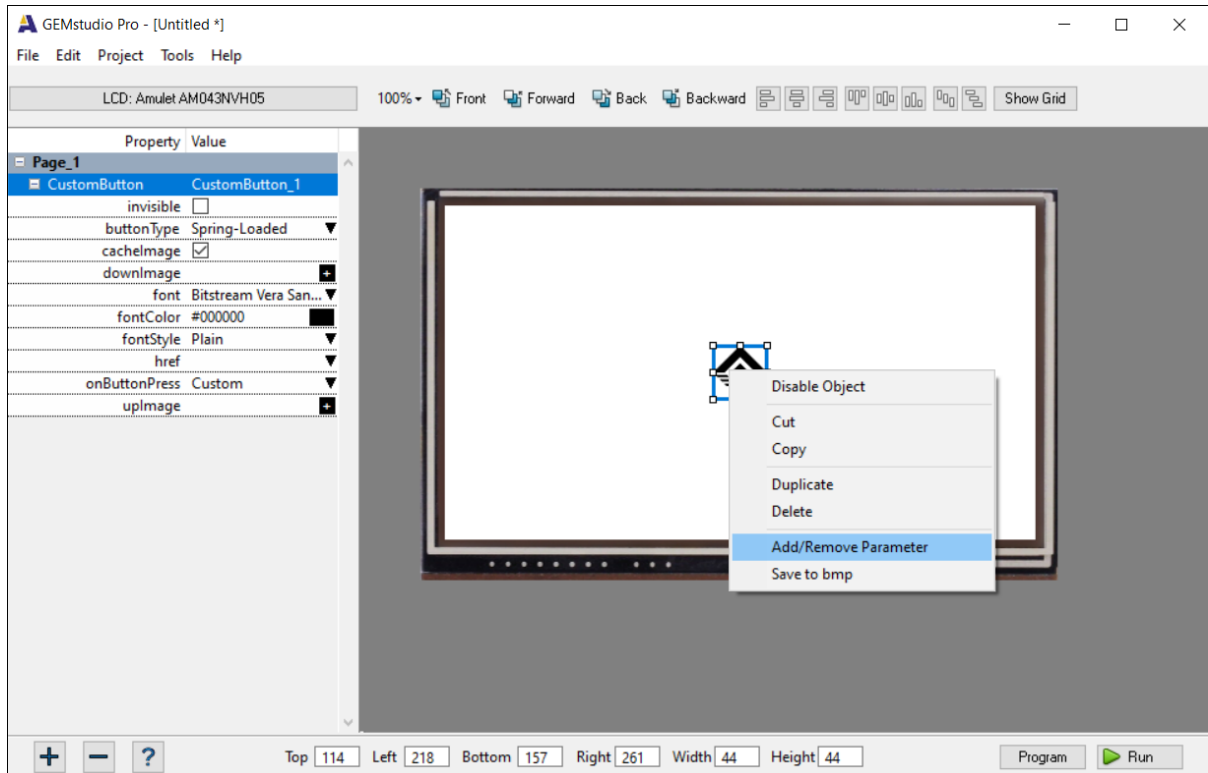 GEMstudio Pro - [Untitled *]
File Edit Project Tools Help
LCD: Amulet AM043NVH05 100% Front Forward Back Backward Show Grid
Property Value
Page_1
CustomButton CustomButton_1
invisible
buttonType Spring-Loaded
cacheImage
downImage
font Bitstream Vera San...
fontColor #000000
fontStyle Plain
href
onButtonPress Custom
upImage
Disable Object
Cut
Copy
Duplicate
Delete
Add/Remove Parameter
Save to bmp
Top 114 Left 218 Bottom 157 Right 261 Width 44 Height 44 Program Run